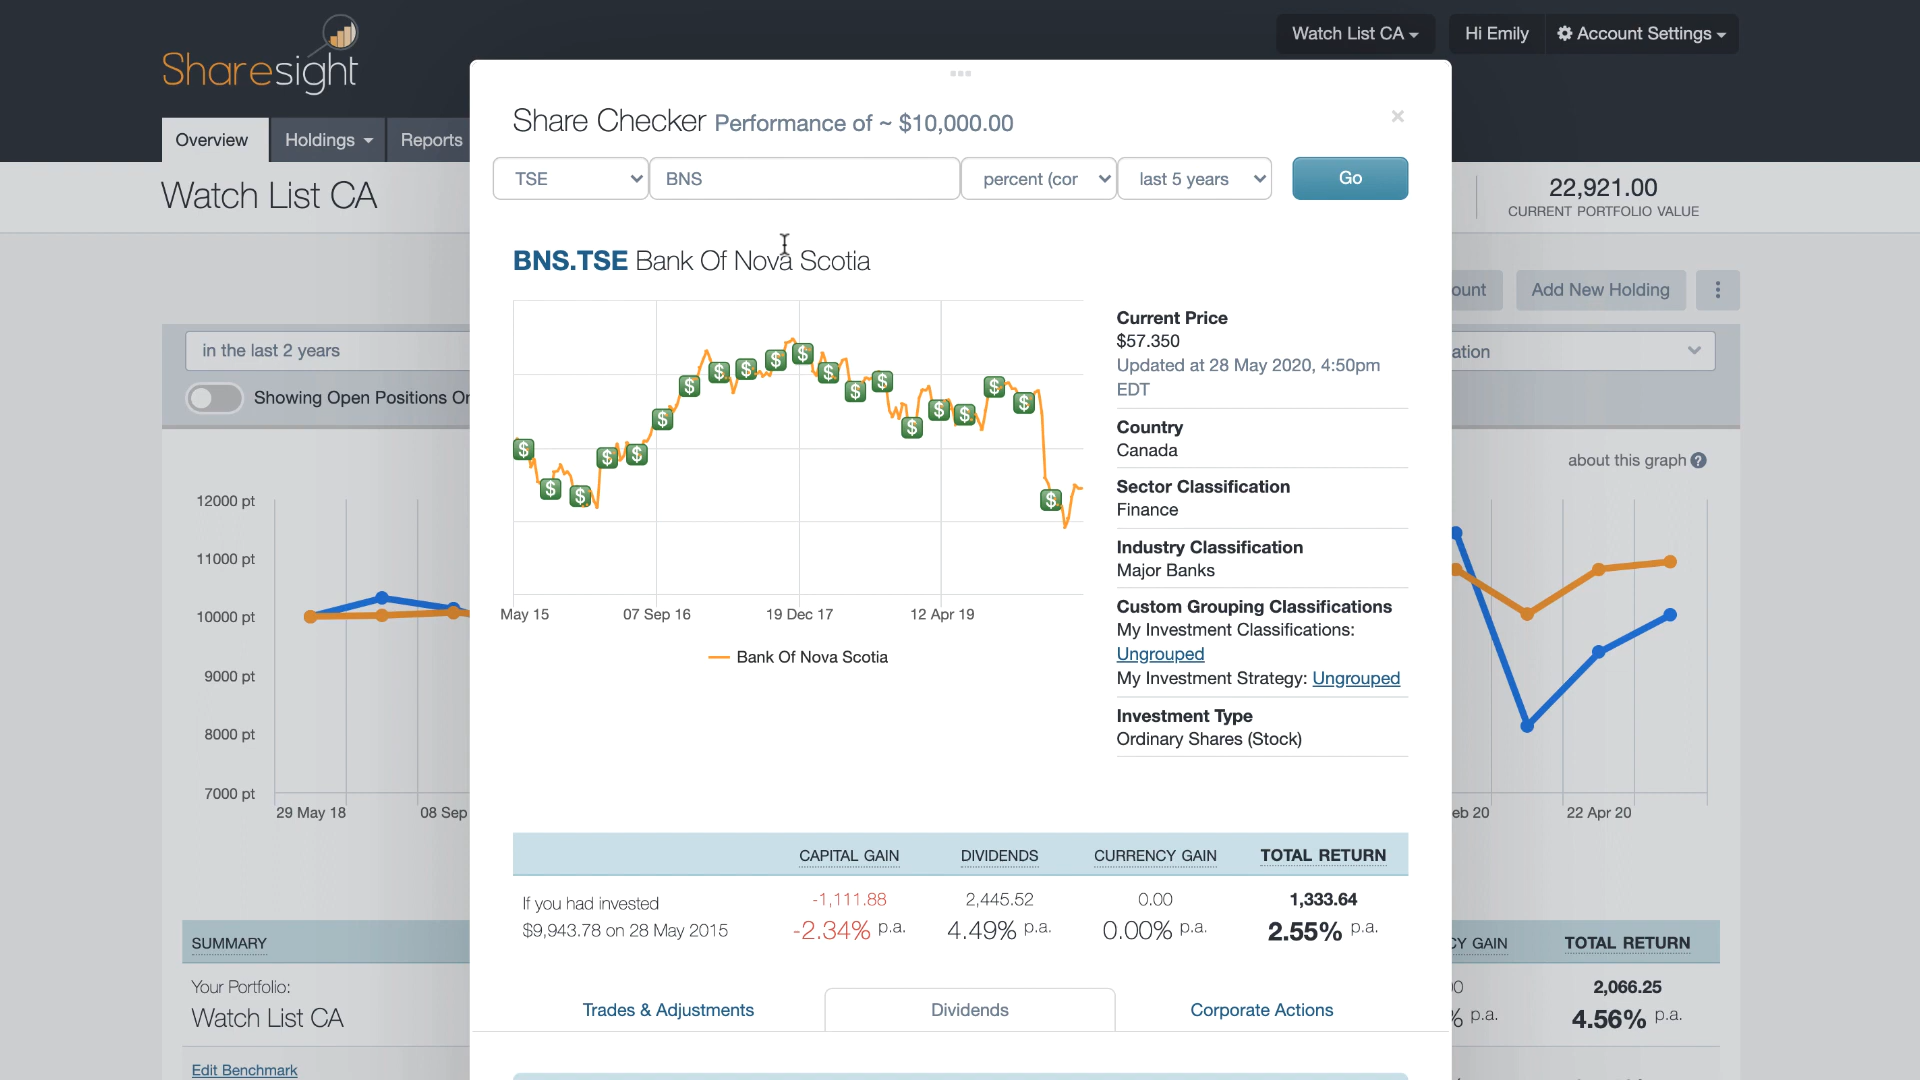 Sharesight
Watch List CA
Hi Emily
Account Settings
Overview
Holdings
Reports
Watch List CA
22,921.00
CURRENT PORTFOLIO VALUE
Add New Holding
in the last 2 years
Showing Open Positions
about this graph
12000 pt
11000 pt
10000 pt
9000 pt
8000 pt
7000 pt
29 May 18
08 Sep
22 Apr 20
SUMMARY
Your Portfolio:
Watch List CA
Edit Benchmark
GAIN
TOTAL RETURN
2,066.25
% p.a.
4.56% p.a.
Share Checker Performance of ~ $10,000.00
×
TSE
BNS
percent (cor
last 5 years
Go
BNS.TSE Bank Of Nova Scotia
May 15
07 Sep 16
19 Dec 17
12 Apr 19
Bank Of Nova Scotia
Current Price
$57.350
Updated at 28 May 2020, 4:50pm
EDT
Country
Canada
Sector Classification
Finance
Industry Classification
Major Banks
Custom Grouping Classifications
My Investment Classifications:
Ungrouped
My Investment Strategy: Ungrouped
Investment Type
Ordinary Shares (Stock)
CAPITAL GAIN
DIVIDENDS
CURRENCY GAIN
TOTAL RETURN
If you had invested
$9,943.78 on 28 May 2015
-1,111.88
2,445.52
0.00
1,333.64
-2.34% p.a.
4.49% p.a.
0.00% p.a.
2.55% p.a.
Trades & Adjustments
Dividends
Corporate Actions